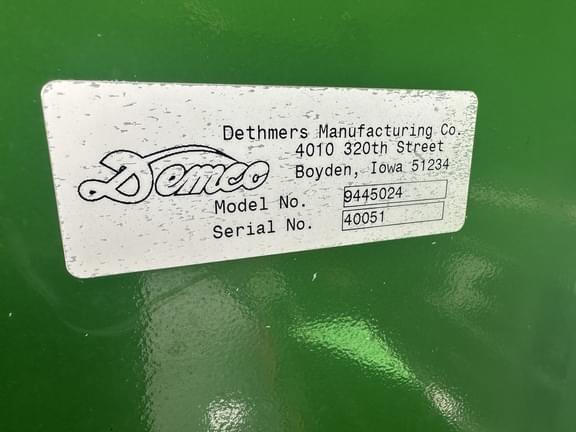 Dethmers Manufacturing Co.
4010 320th Street
Boyden, Iowa 51234
Demco
Model No. 9445024
Serial No. 40051